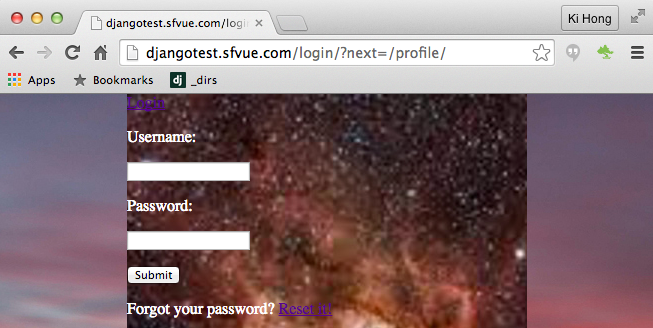 djangotest.sfvue.com/login
Ki Hong
djangotest.sfvue.com/login/?next=/profile/
Apps
Bookmarks
dj
_dirs
Login
Username:
Password:
Submit
Forgot your password? Reset it!